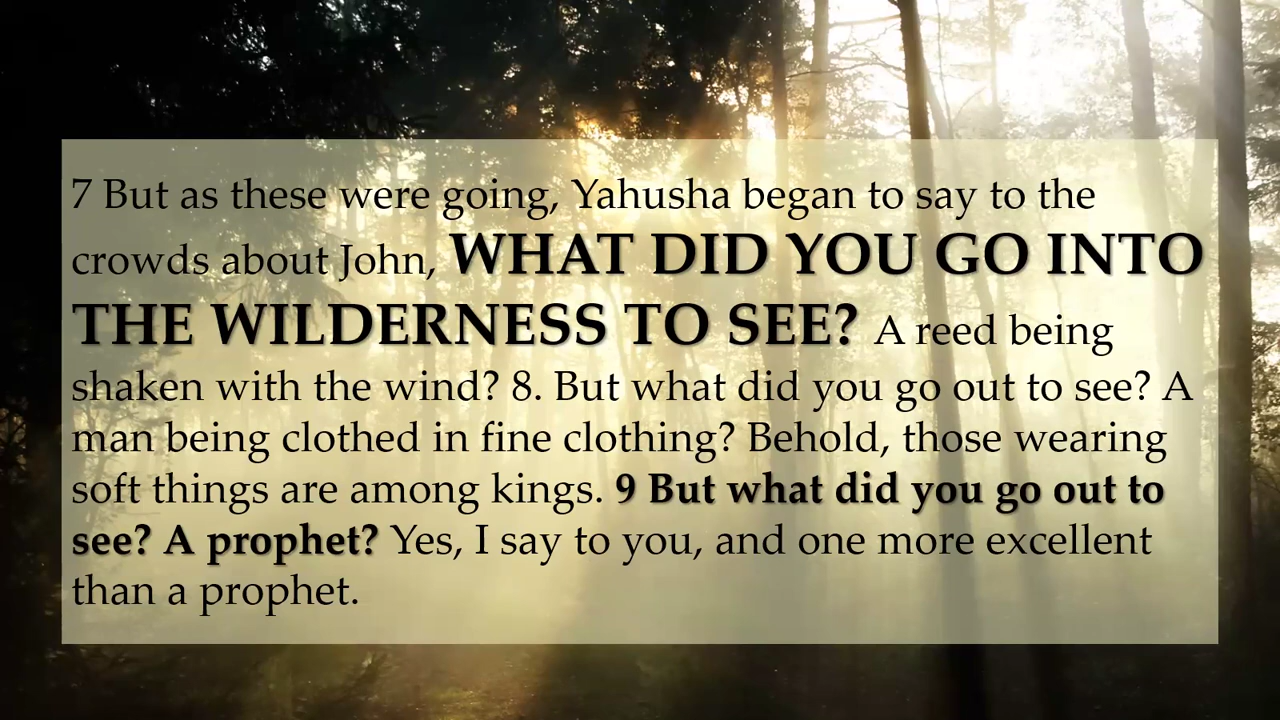 7 But as these were going, Yahusha began to say to the
crowds about John, WHAT DID YOU GO INTO
THE WILDERNESS TO SEE? A reed being
shaken with the wind? 8. But what did you go out to see? A
man being clothed in fine clothing? Behold, those wearing
soft things are among kings. 9 But what did you go out to
see? A prophet? Yes, I say to you, and one more excellent
than a prophet.